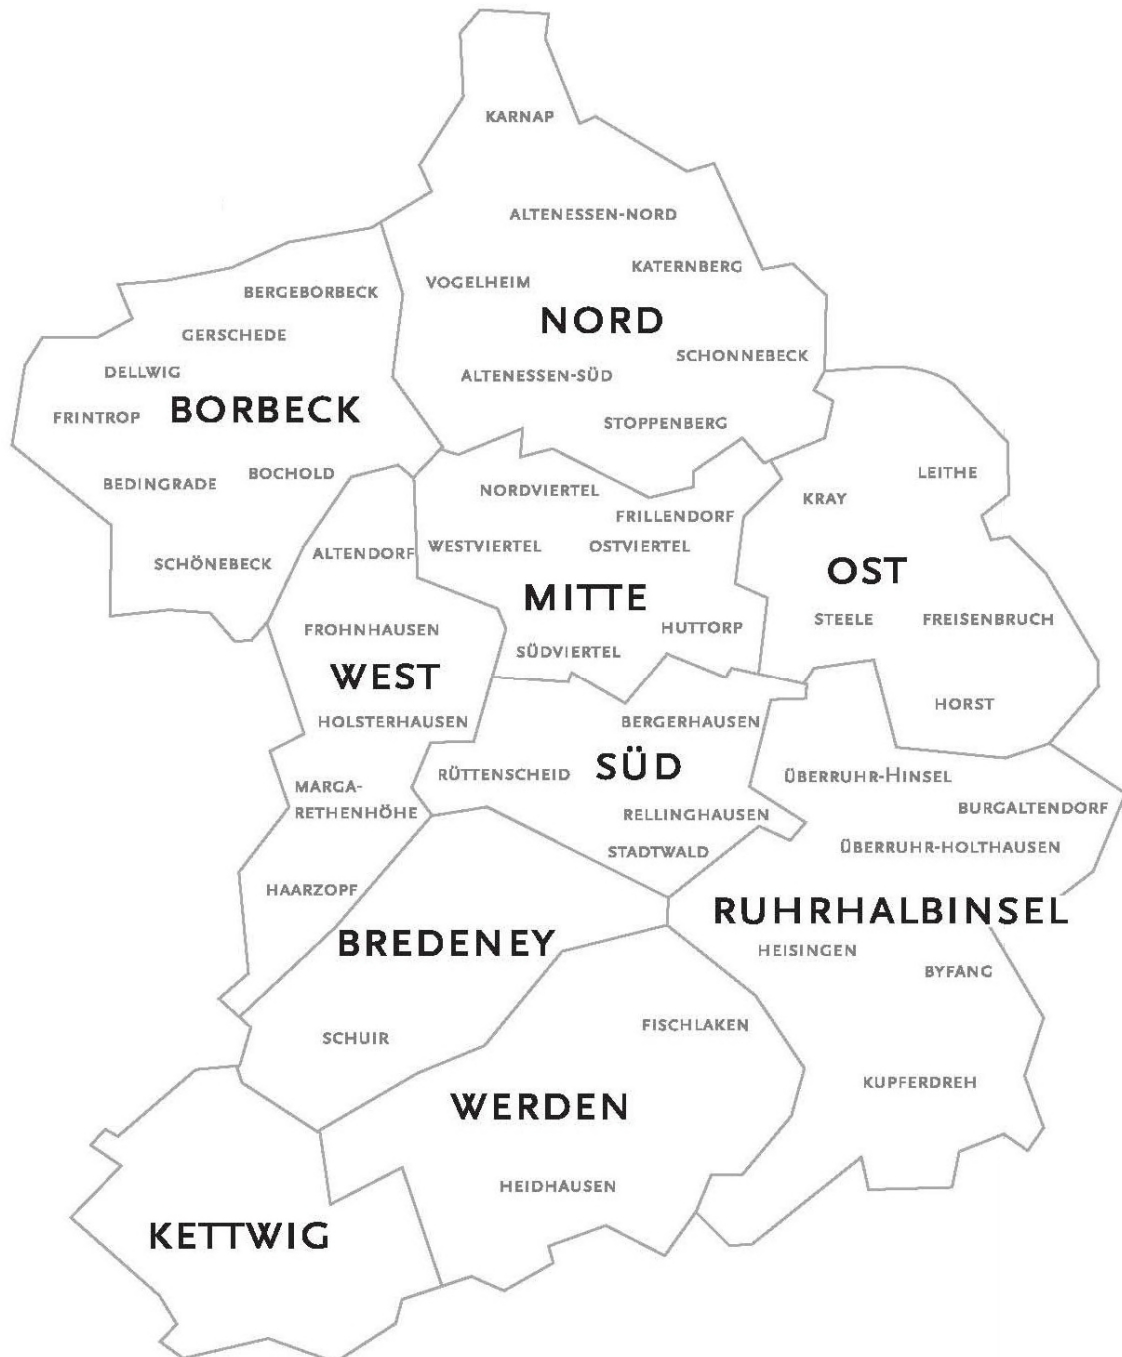 KARNAP
ALTENESSEN-NORD
KATERNBERG
VOGELHEIM
NORD
SCHONNEBECK
ALTENESSEN-SÜD
STOPPENBERG
BERGEBORBECK
GERSCHEDE
DELLWIG
BORBECK
FRINTROP
BOCHOLD
BEDINGRADE
SCHÖNEBECK
NORDVIERTEL
FRILLENDORF
WESTVIERTEL
OSTVIERTEL
MITTE
HUTTORP
SÜDVIERTEL
LEITHE
KRAY
OST
STEELE
FREISENBRUCH
HORST
ALTENDORF
FROHNHAUSEN
WEST
HOLSTERHAUSEN
MARGA-
RETHENHÖHE
HAARZOPF
BERGERHAUSEN
SÜD
RÜTTENSCHEID
RELLINGHAUSEN
STADTWALD
ÜBERRUHR-HINSEL
BURGALTENDORF
ÜBERRUHR-HOLTHAUSEN
RUHRHALBINSEL
HEISINGEN
BYFANG
KUPFERDREH
BREDENEY
SCHUIR
FISCHLAKEN
WERDEN
HEIDHAUSEN
KETTWIG